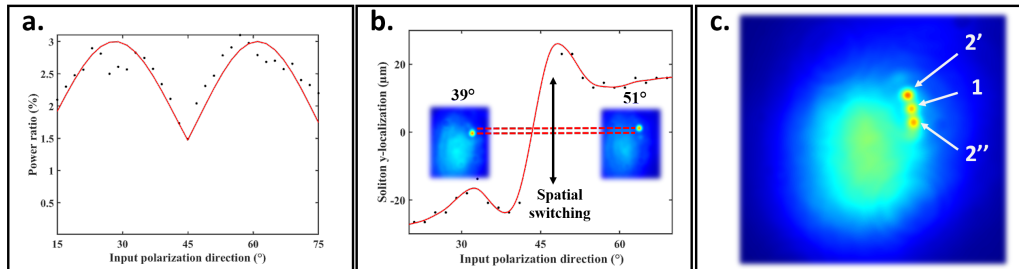 a.
Power ratio (%)
3
2.5
2
1.5
1
0.5
15
30
45
60
75
Input polarization direction (°)
b.
Soliton y-localization (µm)
20
0
-20
39°
51°
Spatial
switching
30
45
60
Input polarization direction (°)
c.
2’
1
2’’